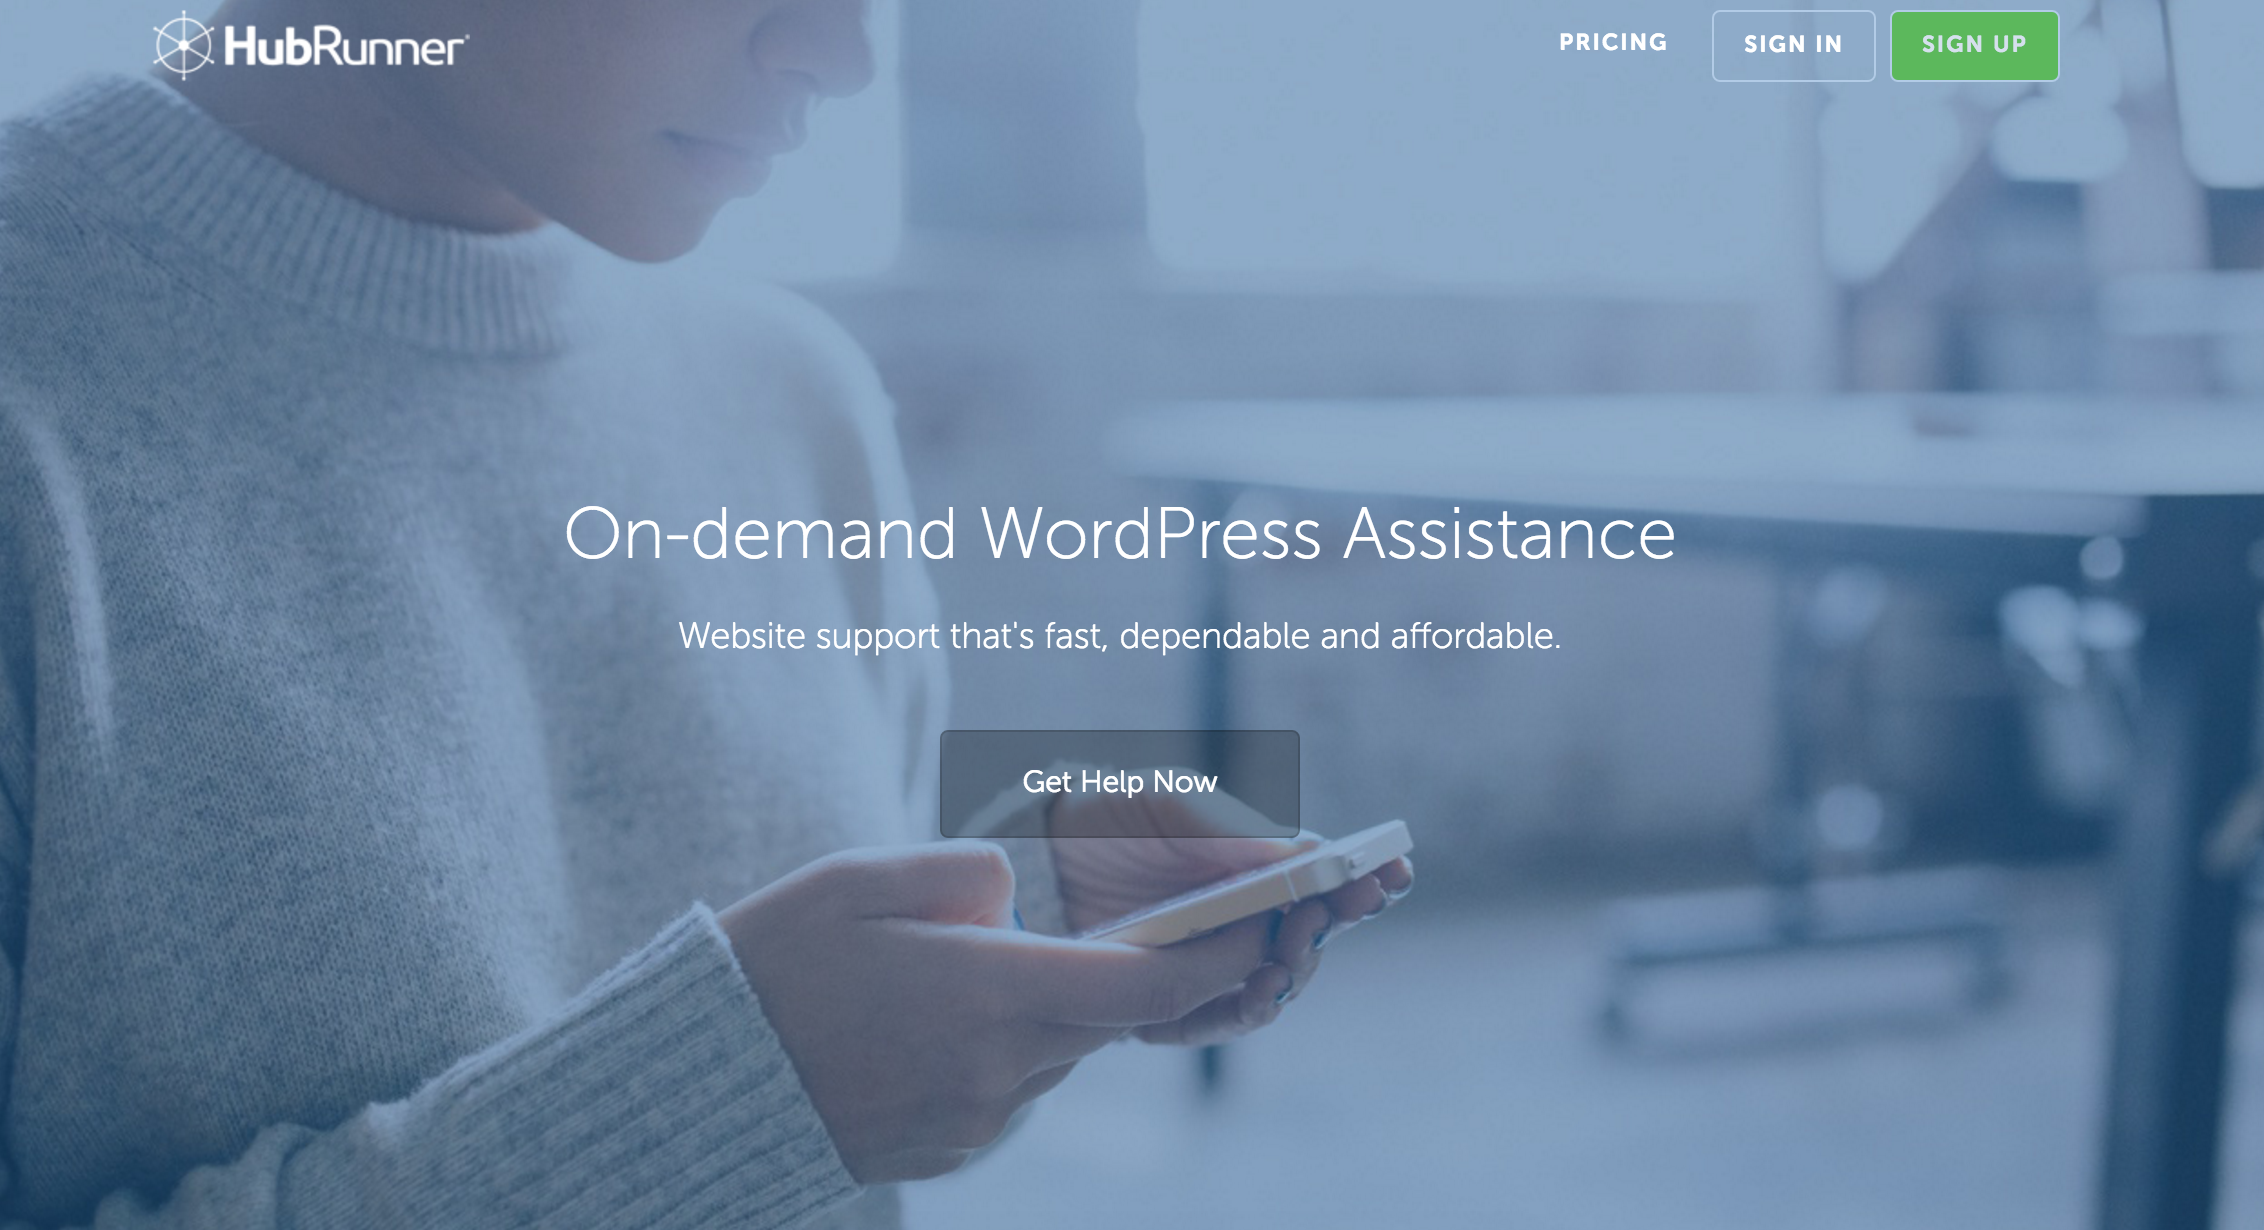 HubRunner
PRICING
SIGN IN
SIGN UP
On-demand WordPress Assistance
Website support that's fast, dependable and affordable.
Get Help Now